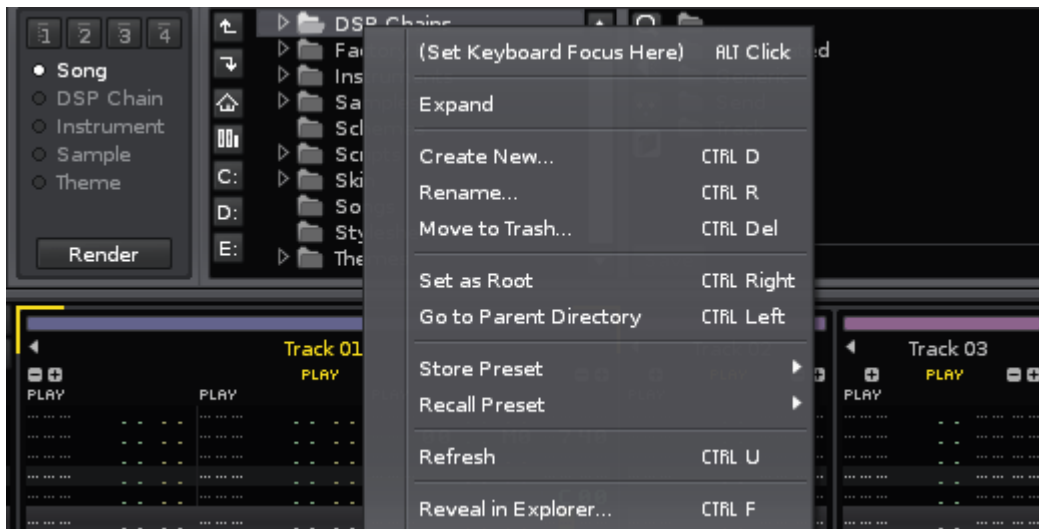 1 2 3 4
Song
DSP Chain
Instrument
Sample
Theme
Render
C:
D:
E:
DSP Chains
(Set Keyboard Focus Here) ALT Click
Expand
Create New... CTRL D
Rename... CTRL R
Move to Trash... CTRL Del
Set as Root CTRL Right
Go to Parent Directory CTRL Left
Store Preset
Recall Preset
Refresh CTRL U
Reveal in Explorer... CTRL F
Track 01
PLAY
PLAY PLAY
Track 03
PLAY
PLAY